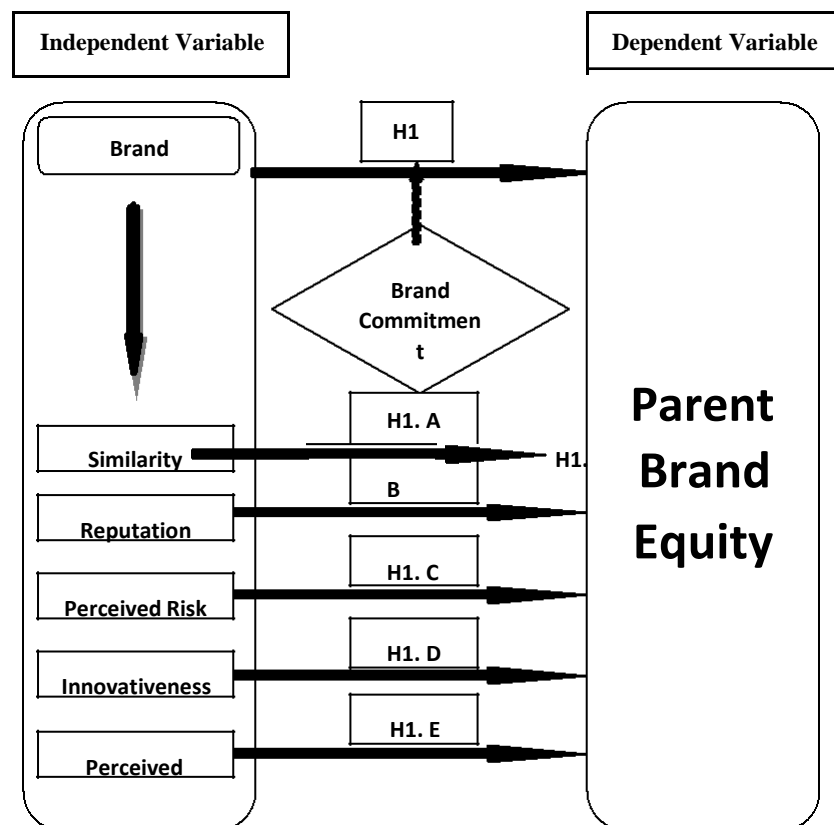 Independent Variable
Dependent Variable
Brand
H1
Brand
Commitmen
t
H1. A
Similarity
H1.
B
Reputation
H1. C
Perceived Risk
H1. D
Innovativeness
H1. E
Perceived
Parent
Brand
Equity